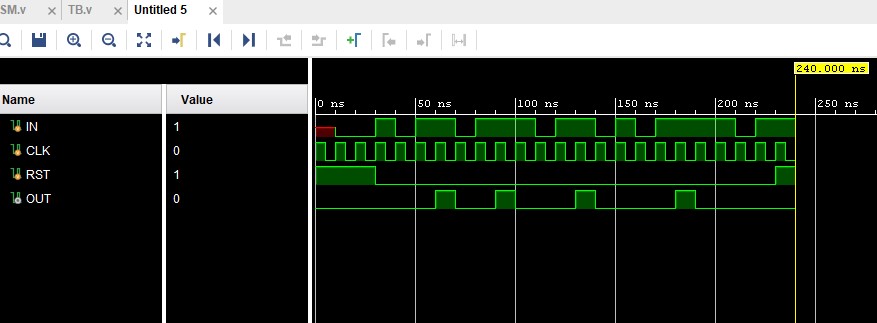 SM.v × TB.v × Untitled 5 ×
240.000 ns
Name Value
0 ns 50 ns 100 ns 150 ns 200 ns 250 ns
IN 1
CLK 0
RST 1
OUT 0